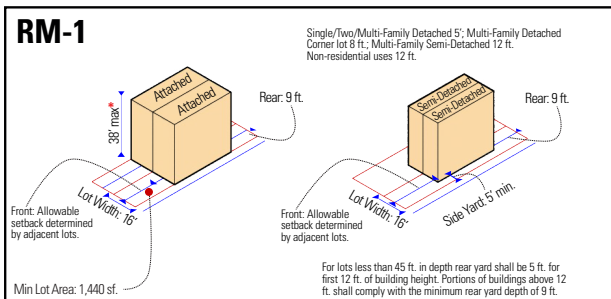 RM-1
Single/Two/Multi-Family Detached 5'; Multi-Family Detached
Corner lot 8 ft.; Multi-Family Semi-Detached 12 ft.
Non-residential uses 12 ft.
Attached
Attached
Rear: 9 ft.
38' max*
Front: Allowable
setback determined
by adjacent lots.
Lot Width: 16'
Min Lot Area: 1,440 sf.
Semi-Detached
Semi-Detached
Rear: 9 ft.
Lot Width: 16'
Side Yard: 5' min.
Front: Allowable
setback determined
by adjacent lots.
For lots less than 45 ft. in depth rear yard shall be 5 ft. for
first 12 ft. of building height. Portions of buildings above 12
ft. shall comply with the minimum rear yard depth of 9 ft.